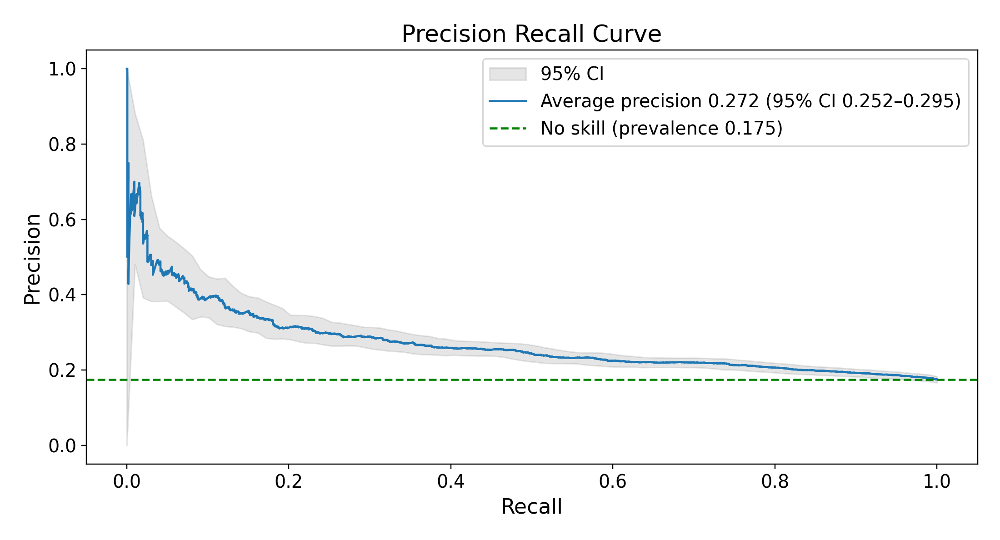 Precision Recall Curve
95% CI
Average precision 0.272 (95% CI 0.252–0.295)
No skill (prevalence 0.175)
Precision
1.0
0.8
0.6
0.4
0.2
0.0
0.0 0.2 0.4 0.6 0.8 1.0
Recall